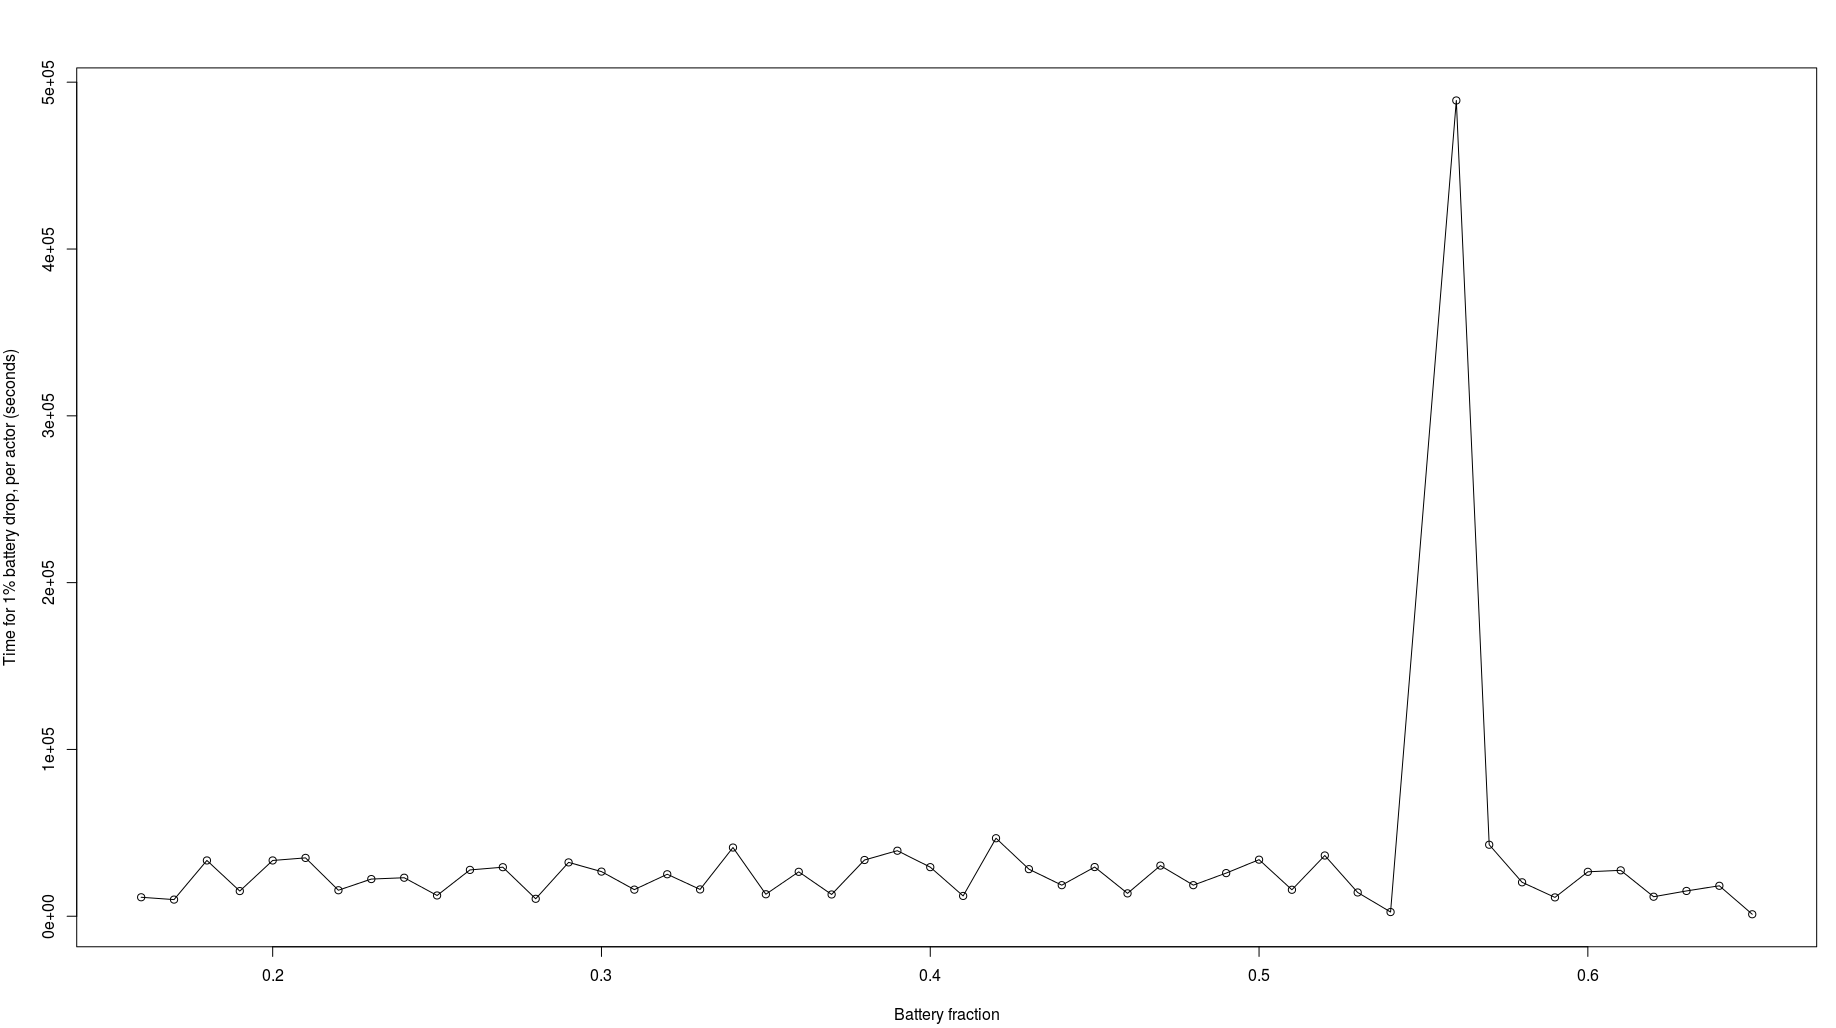 Time for 1% battery drop, per actor (seconds)
5e+05
4e+05
3e+05
2e+05
1e+05
0e+00
0.2 0.3 0.4 0.5 0.6
Battery fraction